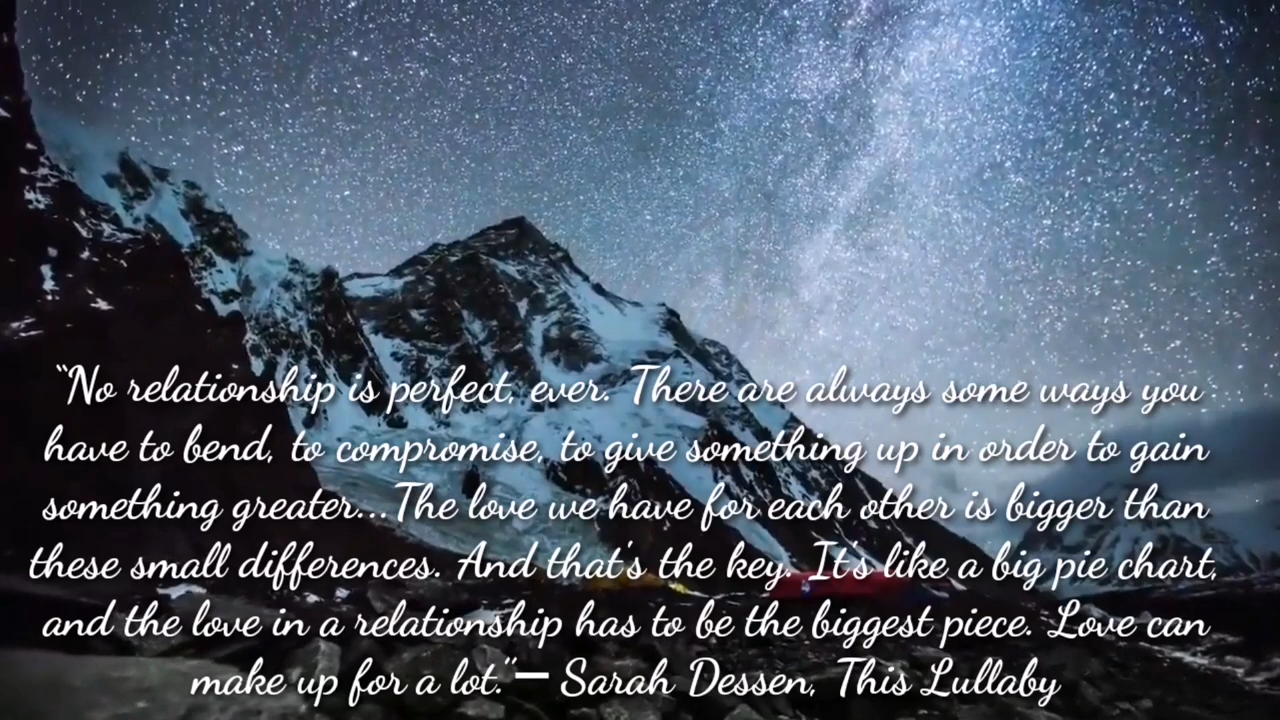 “No relationship is perfect, ever. There are always some ways you
have to bend, to compromise, to give something up in order to gain
something greater...The love we have for each other is bigger than
these small differences. And that's the key. It's like a big pie chart,
and the love in a relationship has to be the biggest piece. Love can
make up for a lot.”― Sarah Dessen, This Lullaby